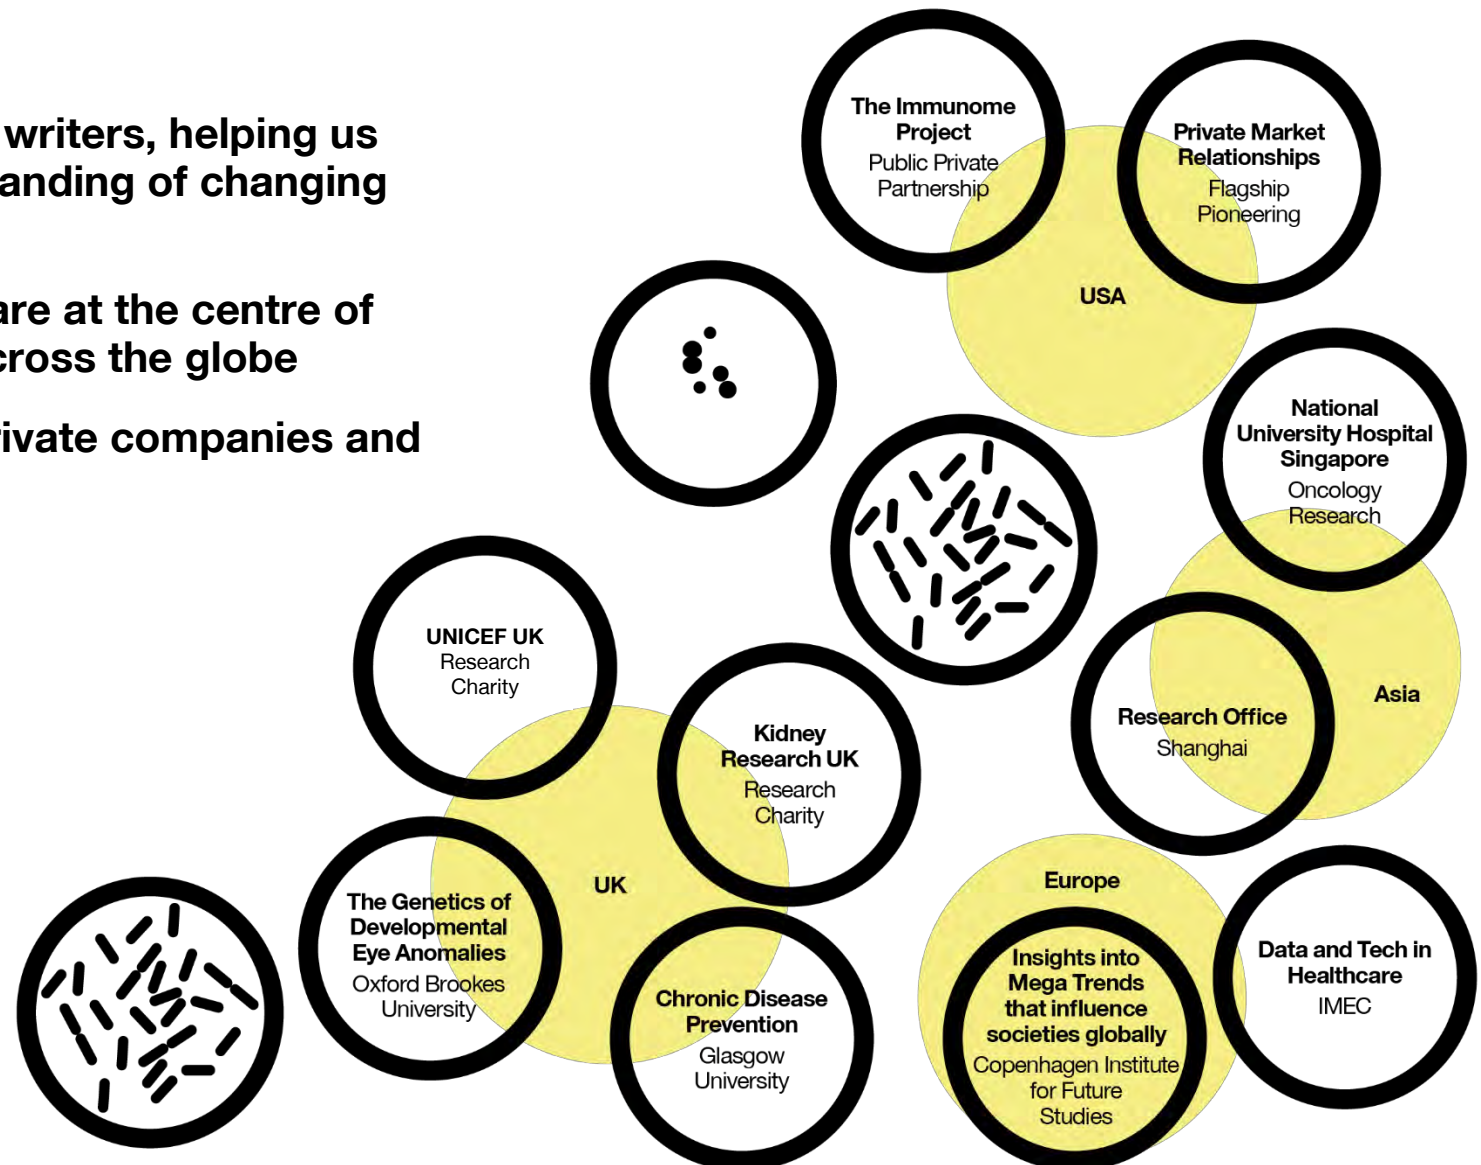 writers, helping us
anding of changing
are at the centre of
cross the globe
rivate companies and
The Immunome
Project
Public Private
Partnership
Private Market
Relationships
Flagship
Pioneering
USA
National
University Hospital
Singapore
Oncology
Research
Asia
Research Office
Shanghai
UNICEF UK
Research
Charity
Kidney
Research UK
Research
Charity
UK
The Genetics of
Developmental
Eye Anomalies
Oxford Brookes
University
Chronic Disease
Prevention
Glasgow
University
Europe
Insights into
Mega Trends
that influence
societies globally
Copenhagen Institute
for Future
Studies
Data and Tech in
Healthcare
IMEC